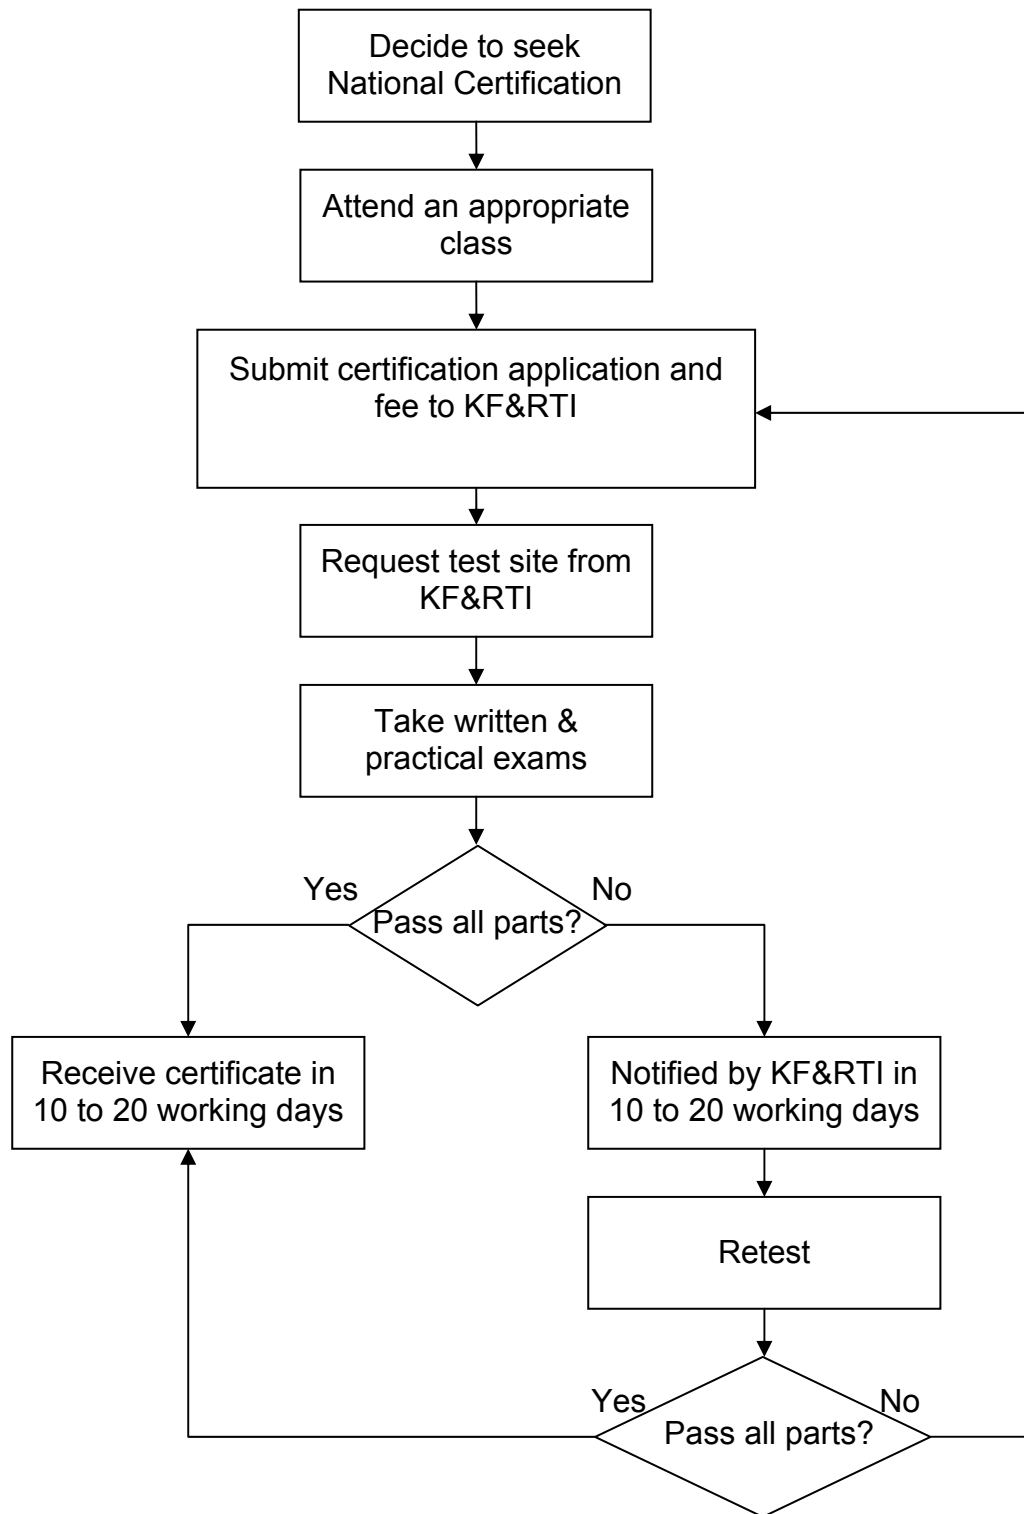 Decide to seek
National Certification
Attend an appropriate
class
Submit certification application and
fee to KF&RTI
Request test site from
KF&RTI
Take written &
practical exams
Yes
No
Pass all parts?
Receive certificate in
10 to 20 working days
Notified by KF&RTI in
10 to 20 working days
Retest
Yes
No
Pass all parts?